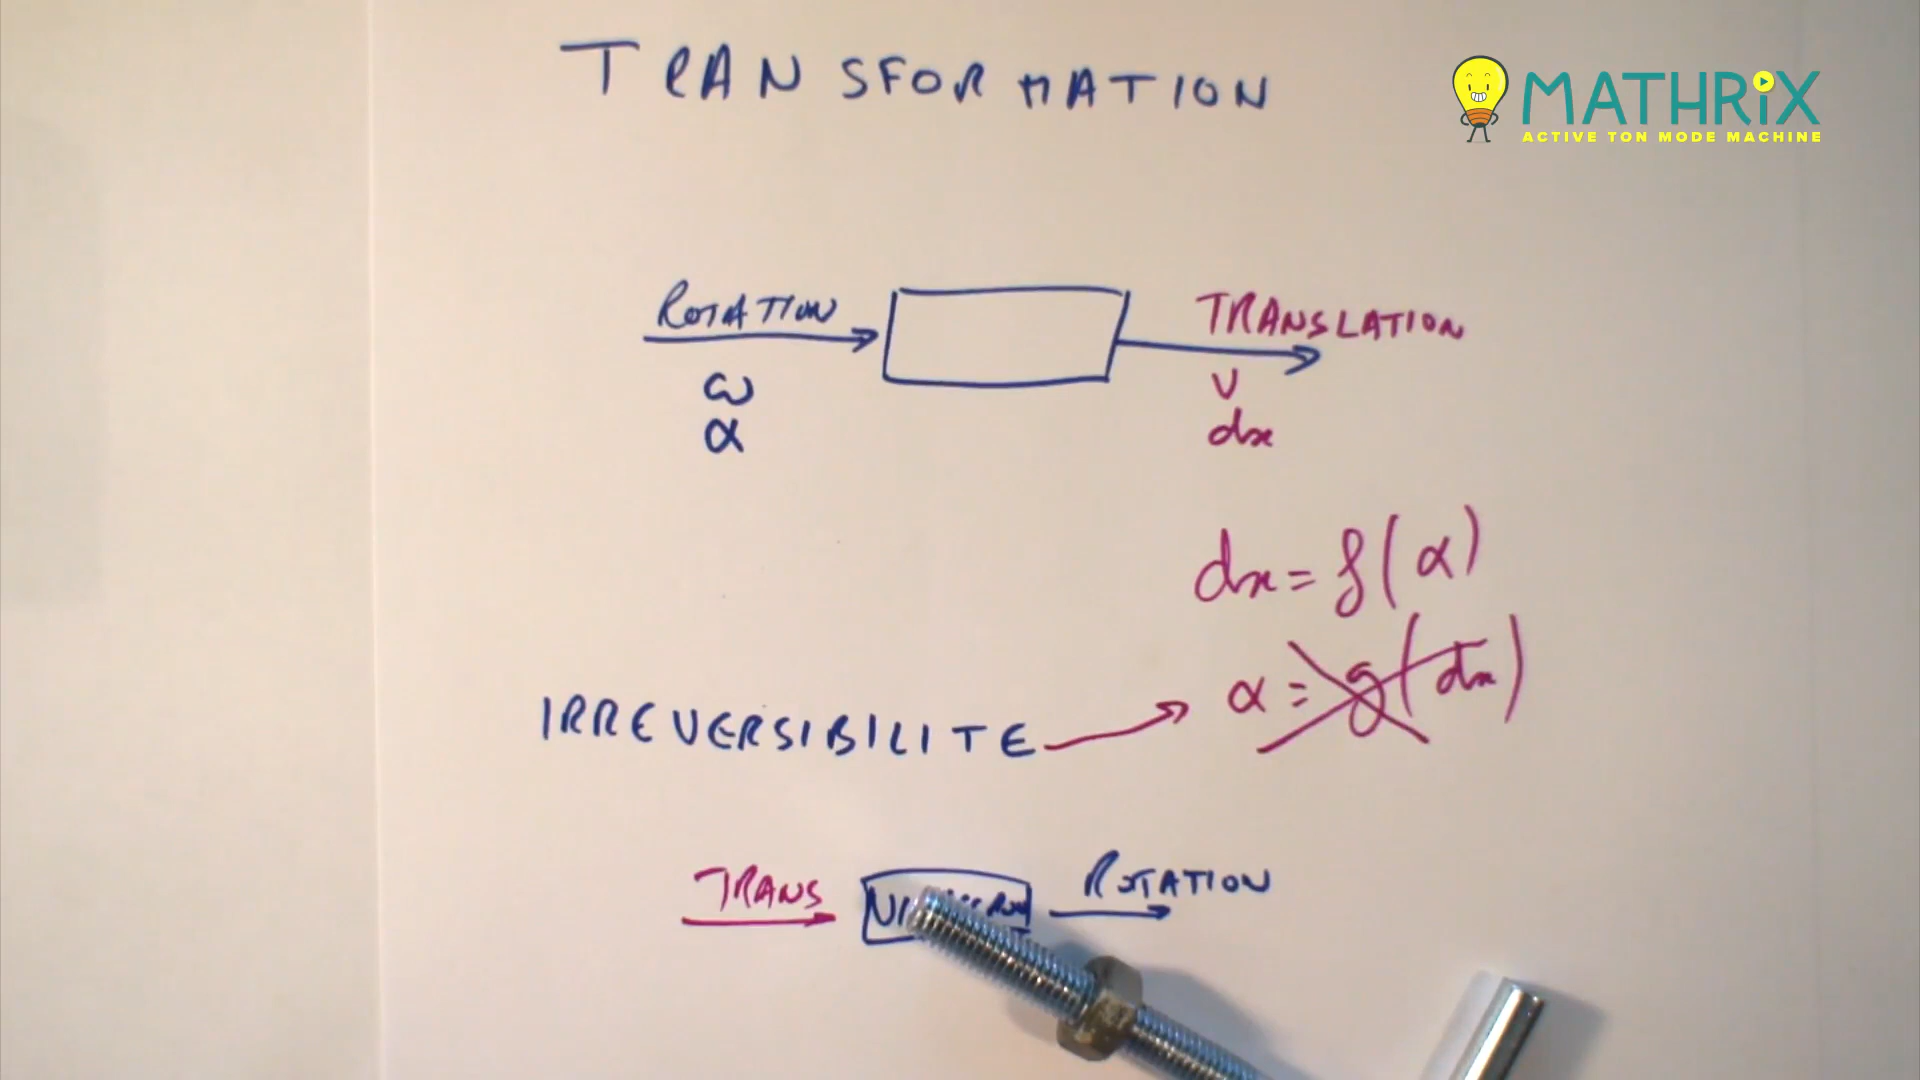 TRANSFORMATION
MATHRiX
ACTIVE TON MODE MACHINE
ROTATION
TRANSLATION
ω
V
α
dx
dx = f(α)
α = g(dx)
IRREVERSIBILITE
TRANS
ROTATION